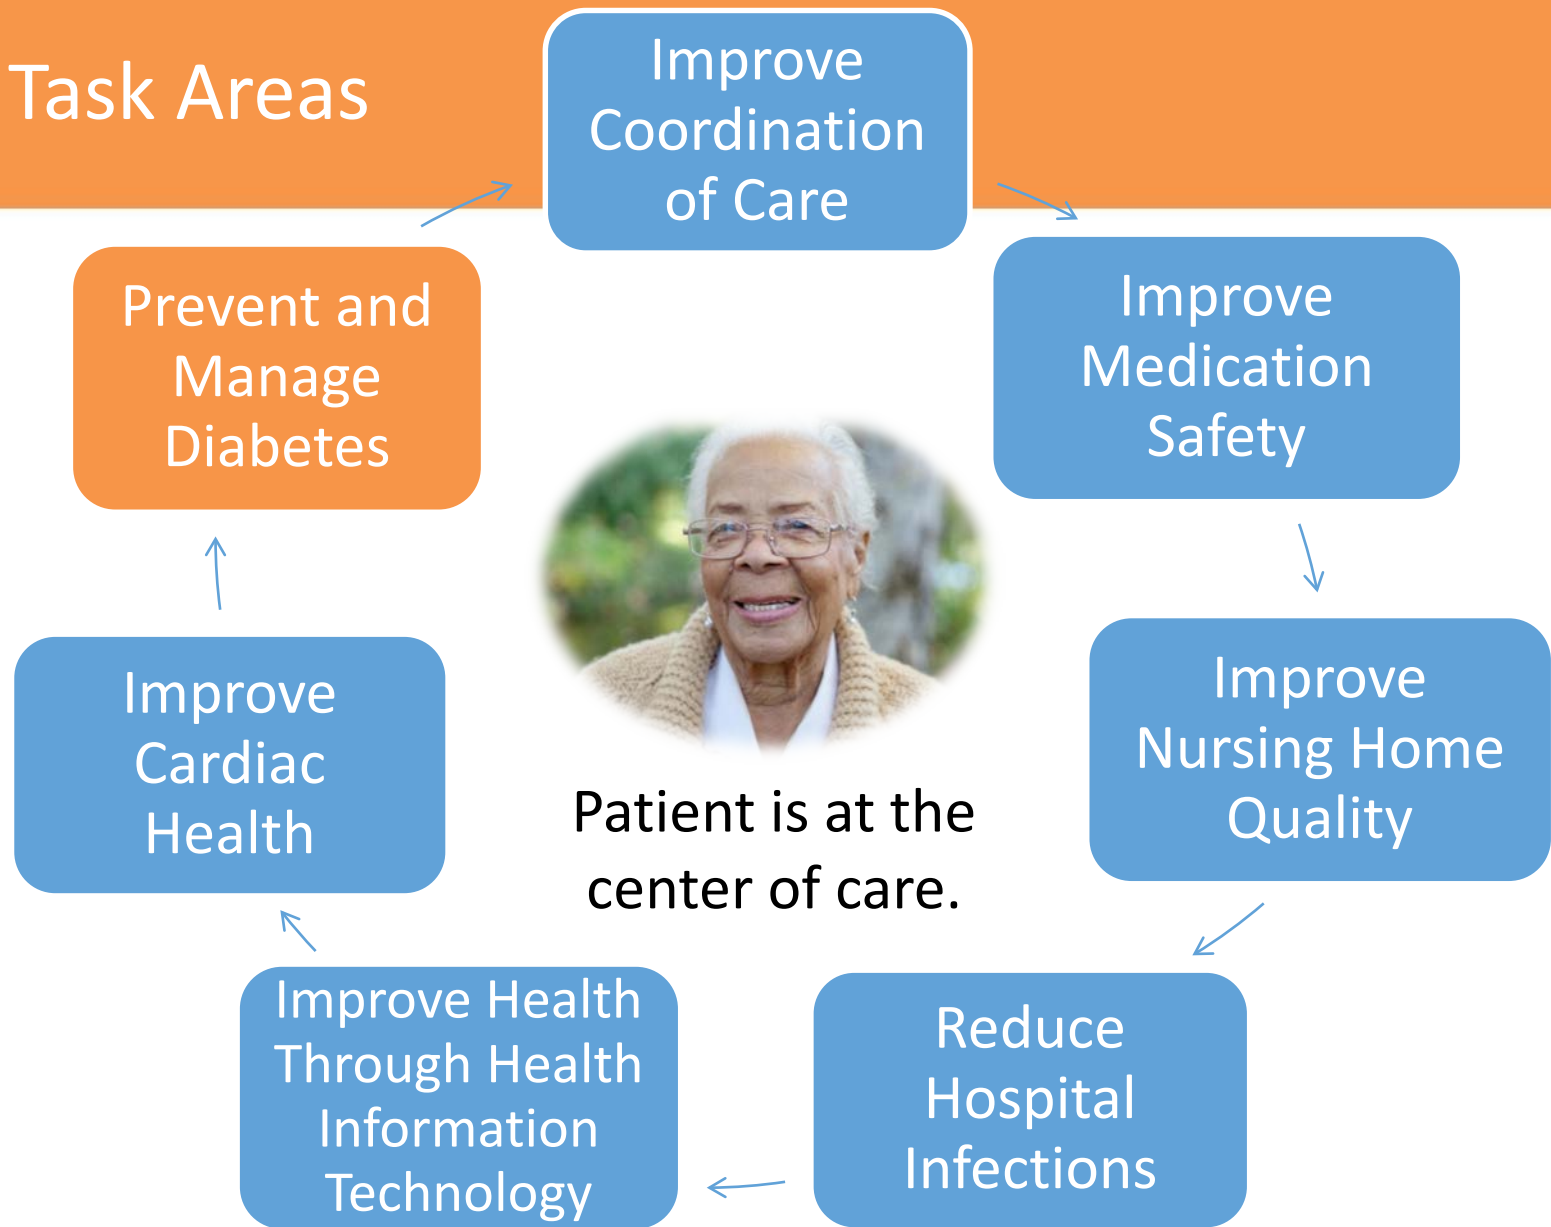 Task Areas
Improve
Coordination
of Care
Improve
Medication
Safety
Improve
Nursing Home
Quality
Reduce
Hospital
Infections
Improve Health
Through Health
Information
Technology
Improve
Cardiac
Health
Prevent and
Manage
Diabetes
Patient is at the
center of care.